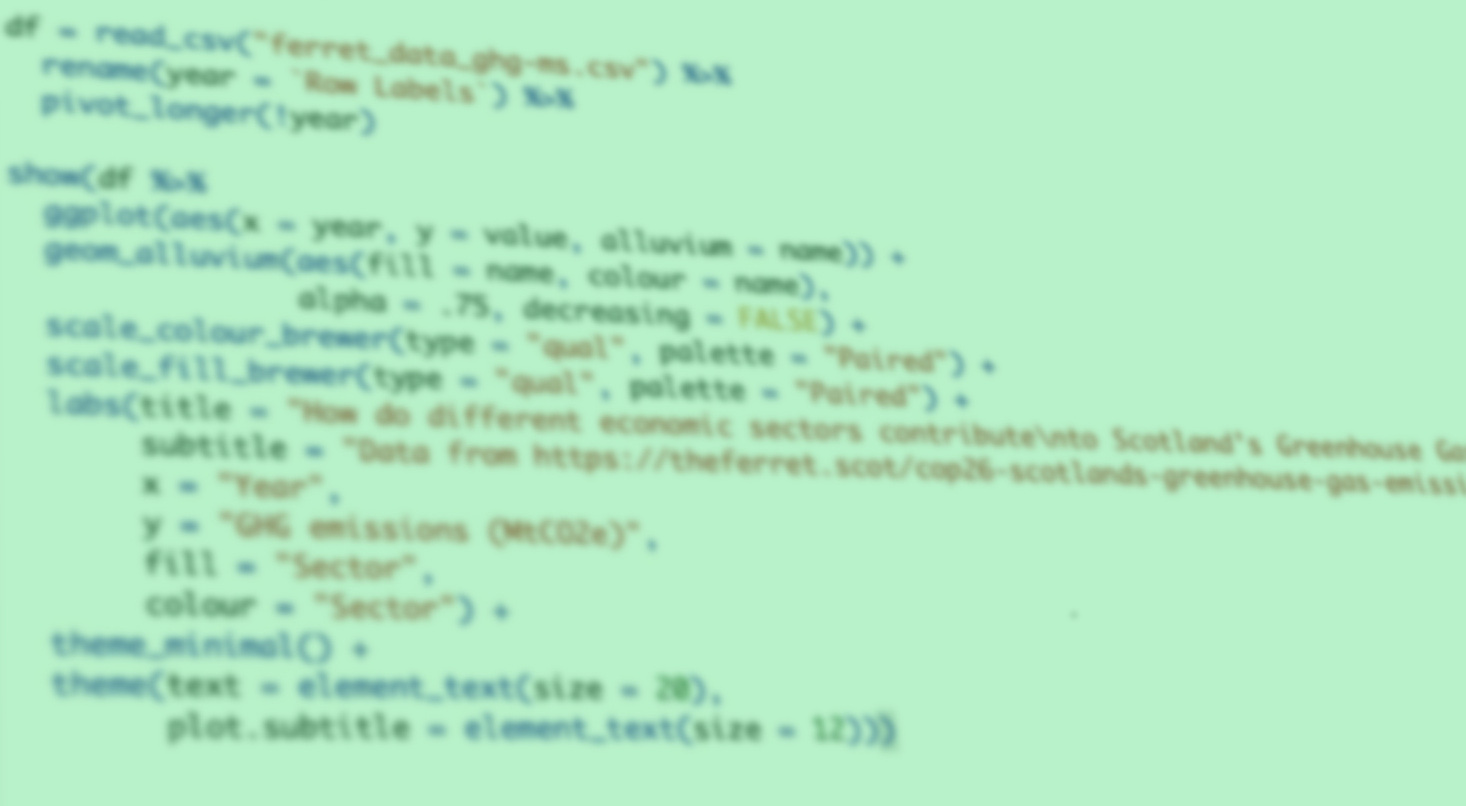 df = read_csv("ferret_data_ghg-ms.csv") %>%
rename(year = `Row Labels`) %>%
pivot_longer(!year)
show(df %>%
ggplot(aes(x = year, y = value, alluvium = name)) +
geom_alluvium(aes(fill = name, colour = name),
alpha = .75, decreasing = FALSE) +
scale_colour_brewer(type = "qual", palette = "Paired") +
scale_fill_brewer(type = "qual", palette = "Paired") +
labs(title = "How do different economic sectors contribute\nto Scotland's Greenhouse Ga
subtitle = "Data from https://theferret.scot/cop26-scotlands-greenhouse-gas-emissi
x = "Year",
y = "GHG emissions (MtCO2e)",
fill = "Sector",
colour = "Sector") +
theme_minimal() +
theme(text = element_text(size = 20),
plot.subtitle = element_text(size = 12)))